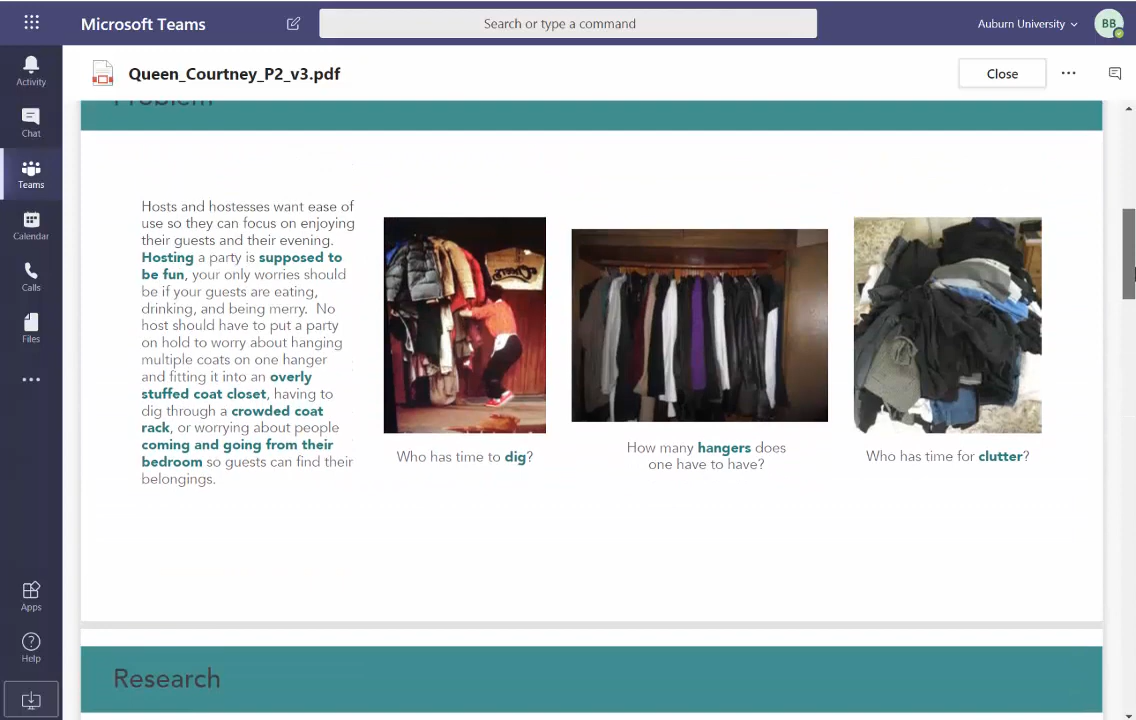 Microsoft Teams
Search or type a command
Auburn University
BB
Activity
Chat
Teams
Calendar
Calls
Files
Apps
Help
Queen_Courtney_P2_v3.pdf
Close
Problem
Hosts and hostesses want ease of
use so they can focus on enjoying
their guests and their evening.
Hosting a party is supposed to
be fun, your only worries should
be if your guests are eating,
drinking, and being merry. No
host should have to put a party
on hold to worry about hanging
multiple coats on one hanger
and fitting it into an overly
stuffed coat closet, having to
dig through a crowded coat
rack, or worrying about people
coming and going from their
bedroom so guests can find their
belongings.
Who has time to dig?
How many hangers does
one have to have?
Who has time for clutter?
Research